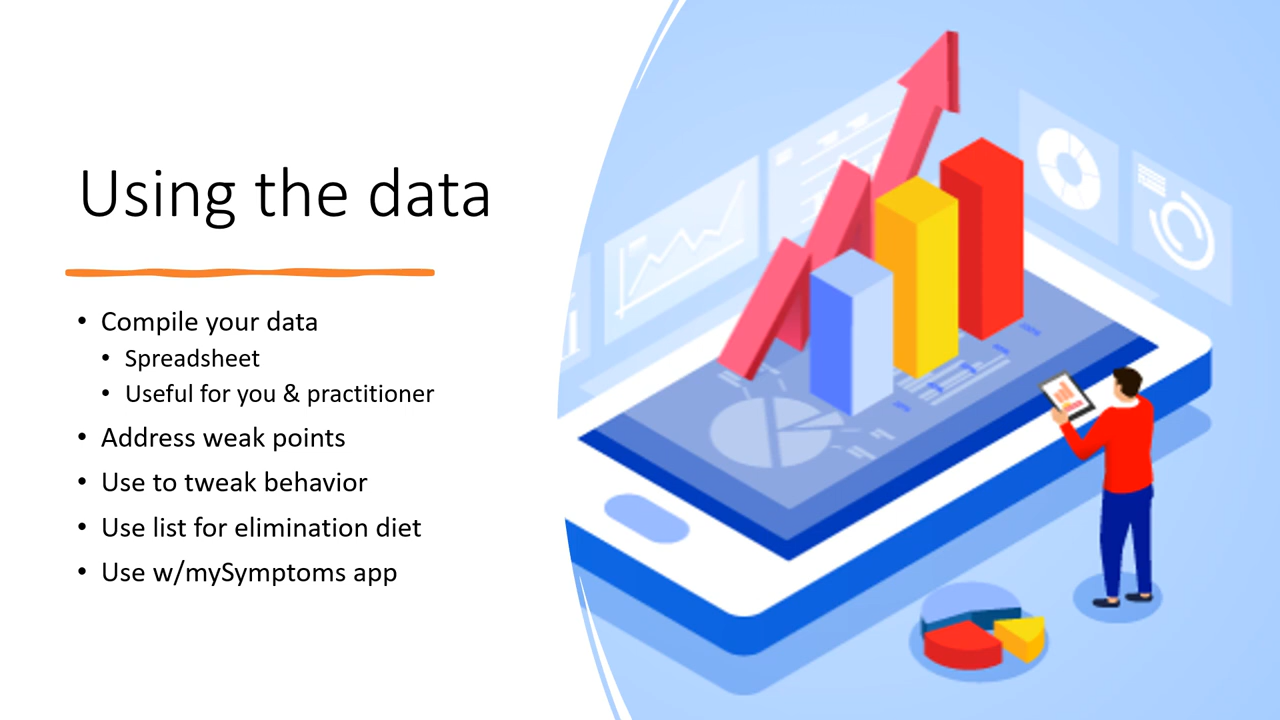 Using the data
• Compile your data
• Spreadsheet
• Useful for you & practitioner
• Address weak points
• Use to tweak behavior
• Use list for elimination diet
• Use w/mySymptoms app